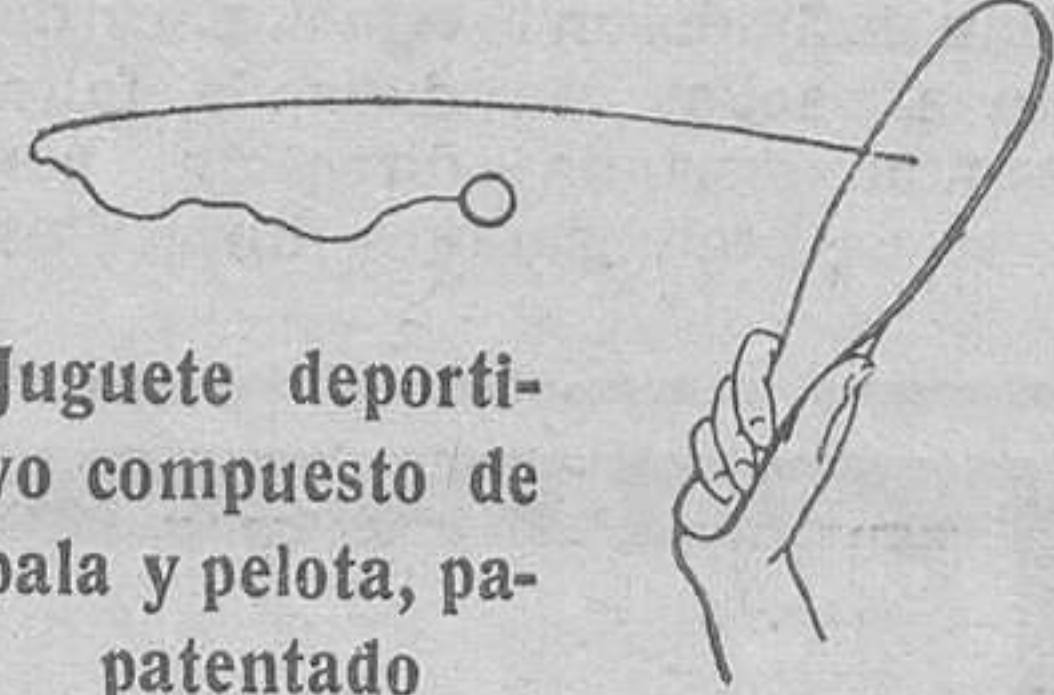 Juguete deporti-
vo compuesto de
pala y pelota, pa-
patentado